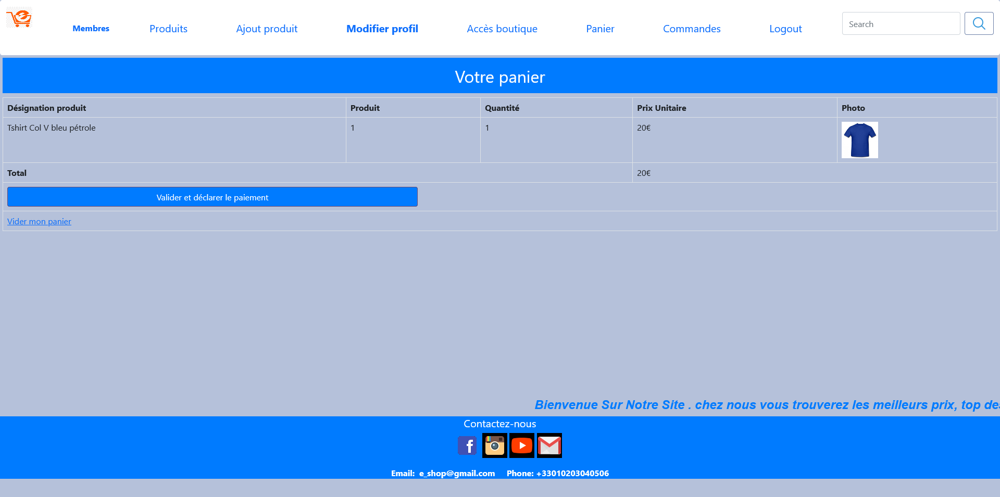 Membres Produits Ajout produit Modifier profil Accès boutique Panier Commandes Logout Search
Votre panier
Désignation produit Produit Quantité Prix Unitaire Photo
Tshirt Col V bleu pétrole 1 1 20€
Total 20€
Valider et déclarer le paiement
Vider mon panier
Bienvenue Sur Notre Site . chez nous vous trouverez les meilleurs prix, top
Contactez-nous
Email: e_shop@gmail.com Phone: +33010203040506